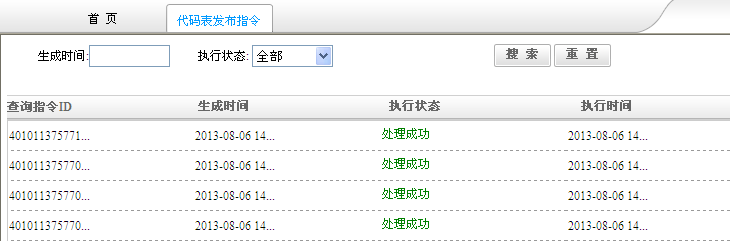 首 页 代码表发布指令
生成时间: 执行状态: 全部 搜 索 重 置
查询指令ID 生成时间 执行状态 执行时间
401011375771... 2013-08-06 14... 处理成功 2013-08-06 14...
401011375770... 2013-08-06 14... 处理成功 2013-08-06 14...
401011375770... 2013-08-06 14... 处理成功 2013-08-06 14...
401011375770... 2013-08-06 14... 处理成功 2013-08-06 14...